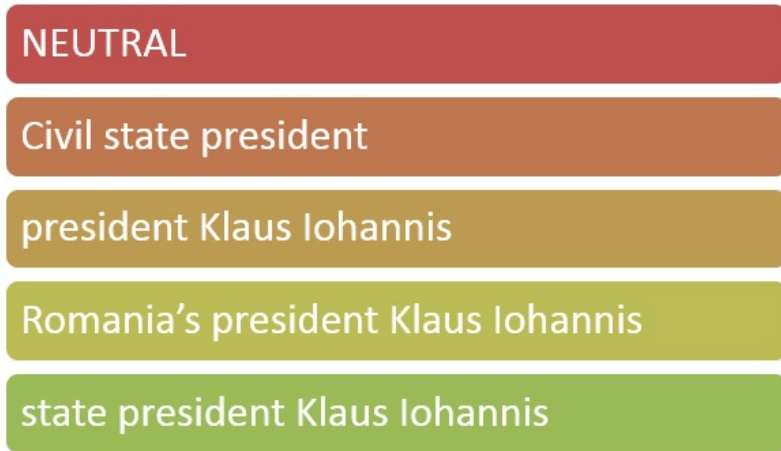 NEUTRAL
Civil state president
president Klaus Iohannis
Romania’s president Klaus Iohannis
state president Klaus Iohannis